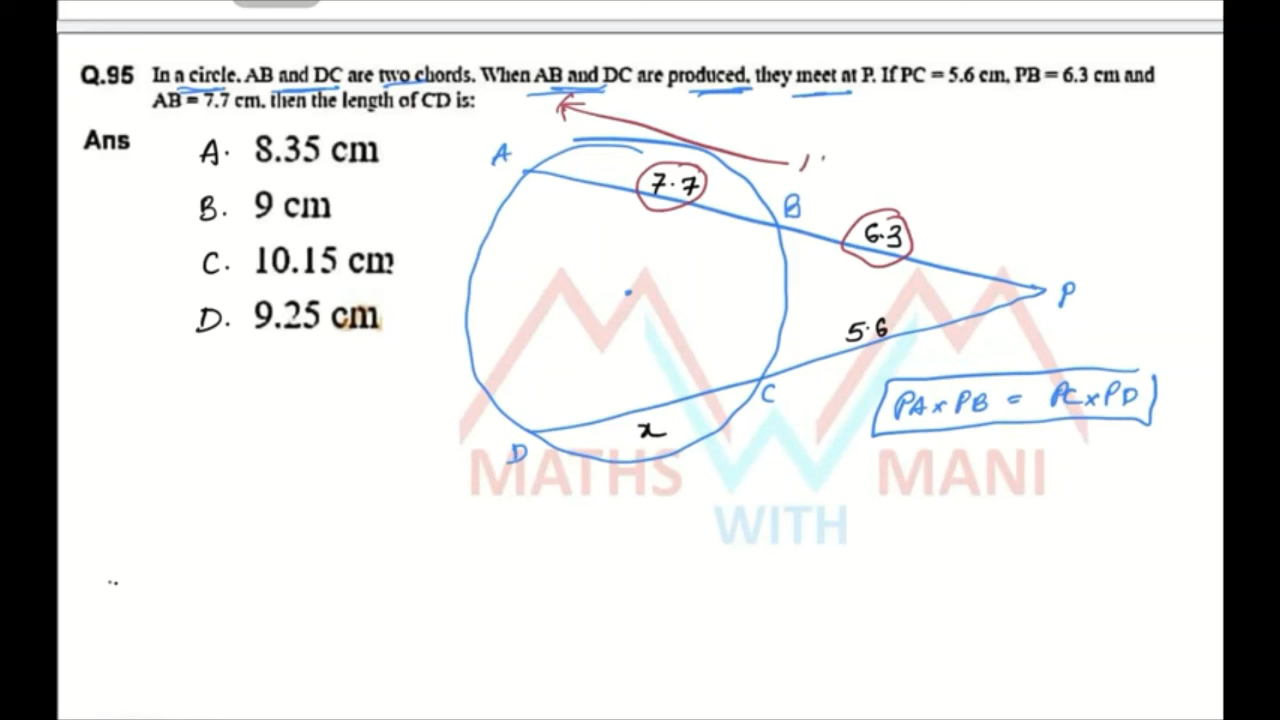 Q.95 In a circle, AB and DC are two chords. When AB and DC are produced, they meet at P. If PC = 5.6 cm, PB = 6.3 cm and
AB = 7.7 cm, then the length of CD is:
Ans
A. 8.35 cm
B. 9 cm
C. 10.15 cm
D. 9.25 cm
A
7.7
B
6.3
P
5.6
C
PA x PB = PC x PD
x
D
MATHS
WITH
MANI